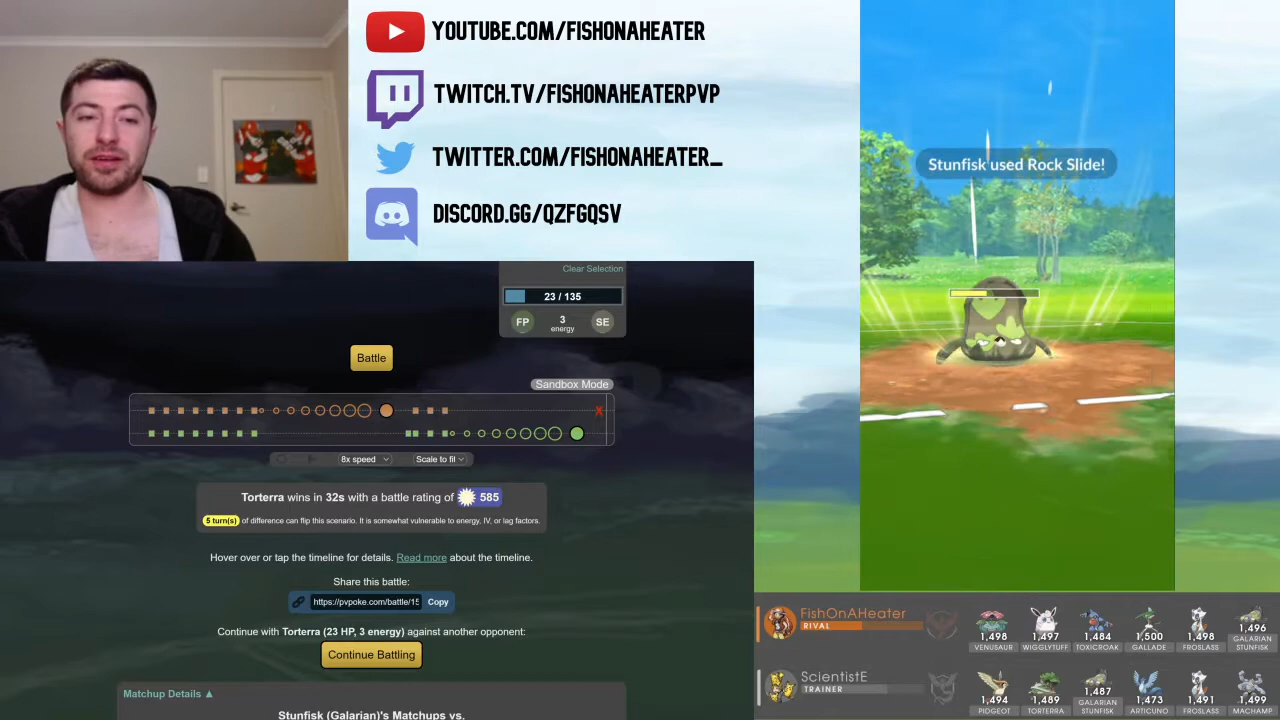 YOUTUBE.COM/FISHONAHEATER
TWITCH.TV/FISHONAHEATERPVP
TWITTER.COM/FISHONAHEATER_
DISCORD.GG/QZFGQSV
Stunfisk used Rock Slide!
Clear Selection
23 / 135
FP
3
energy
SE
Battle
Sandbox Mode
X
8x speed
Scale to fit
Torterra wins in 32s with a battle rating of 585
5 turn(s) of difference can flip this scenario. It is somewhat vulnerable to energy, IV, or lag factors.
Hover over or tap the timeline for details. Read more about the timeline.
Share this battle:
https://pvpoke.com/battle/15 Copy
Continue with Torterra (23 HP, 3 energy) against another opponent:
Continue Battling
Matchup Details ▲
Stunfisk (Galarian)'s Matchups vs.
FishOnAHeater
RIVAL
1,498 1,497 1,484 1,500 1,498 1,496
VENUSAUR WIGGLYTUFF TOXICROAK GALLADE FROSLASS GALARIAN STUNFISK
ScientistE
TRAINER
1,494 1,489 1,487 1,473 1,491 1,499
PIDGEOT TORTERRA GALARIAN STUNFISK ARTICUNO FROSLASS MACHAMP